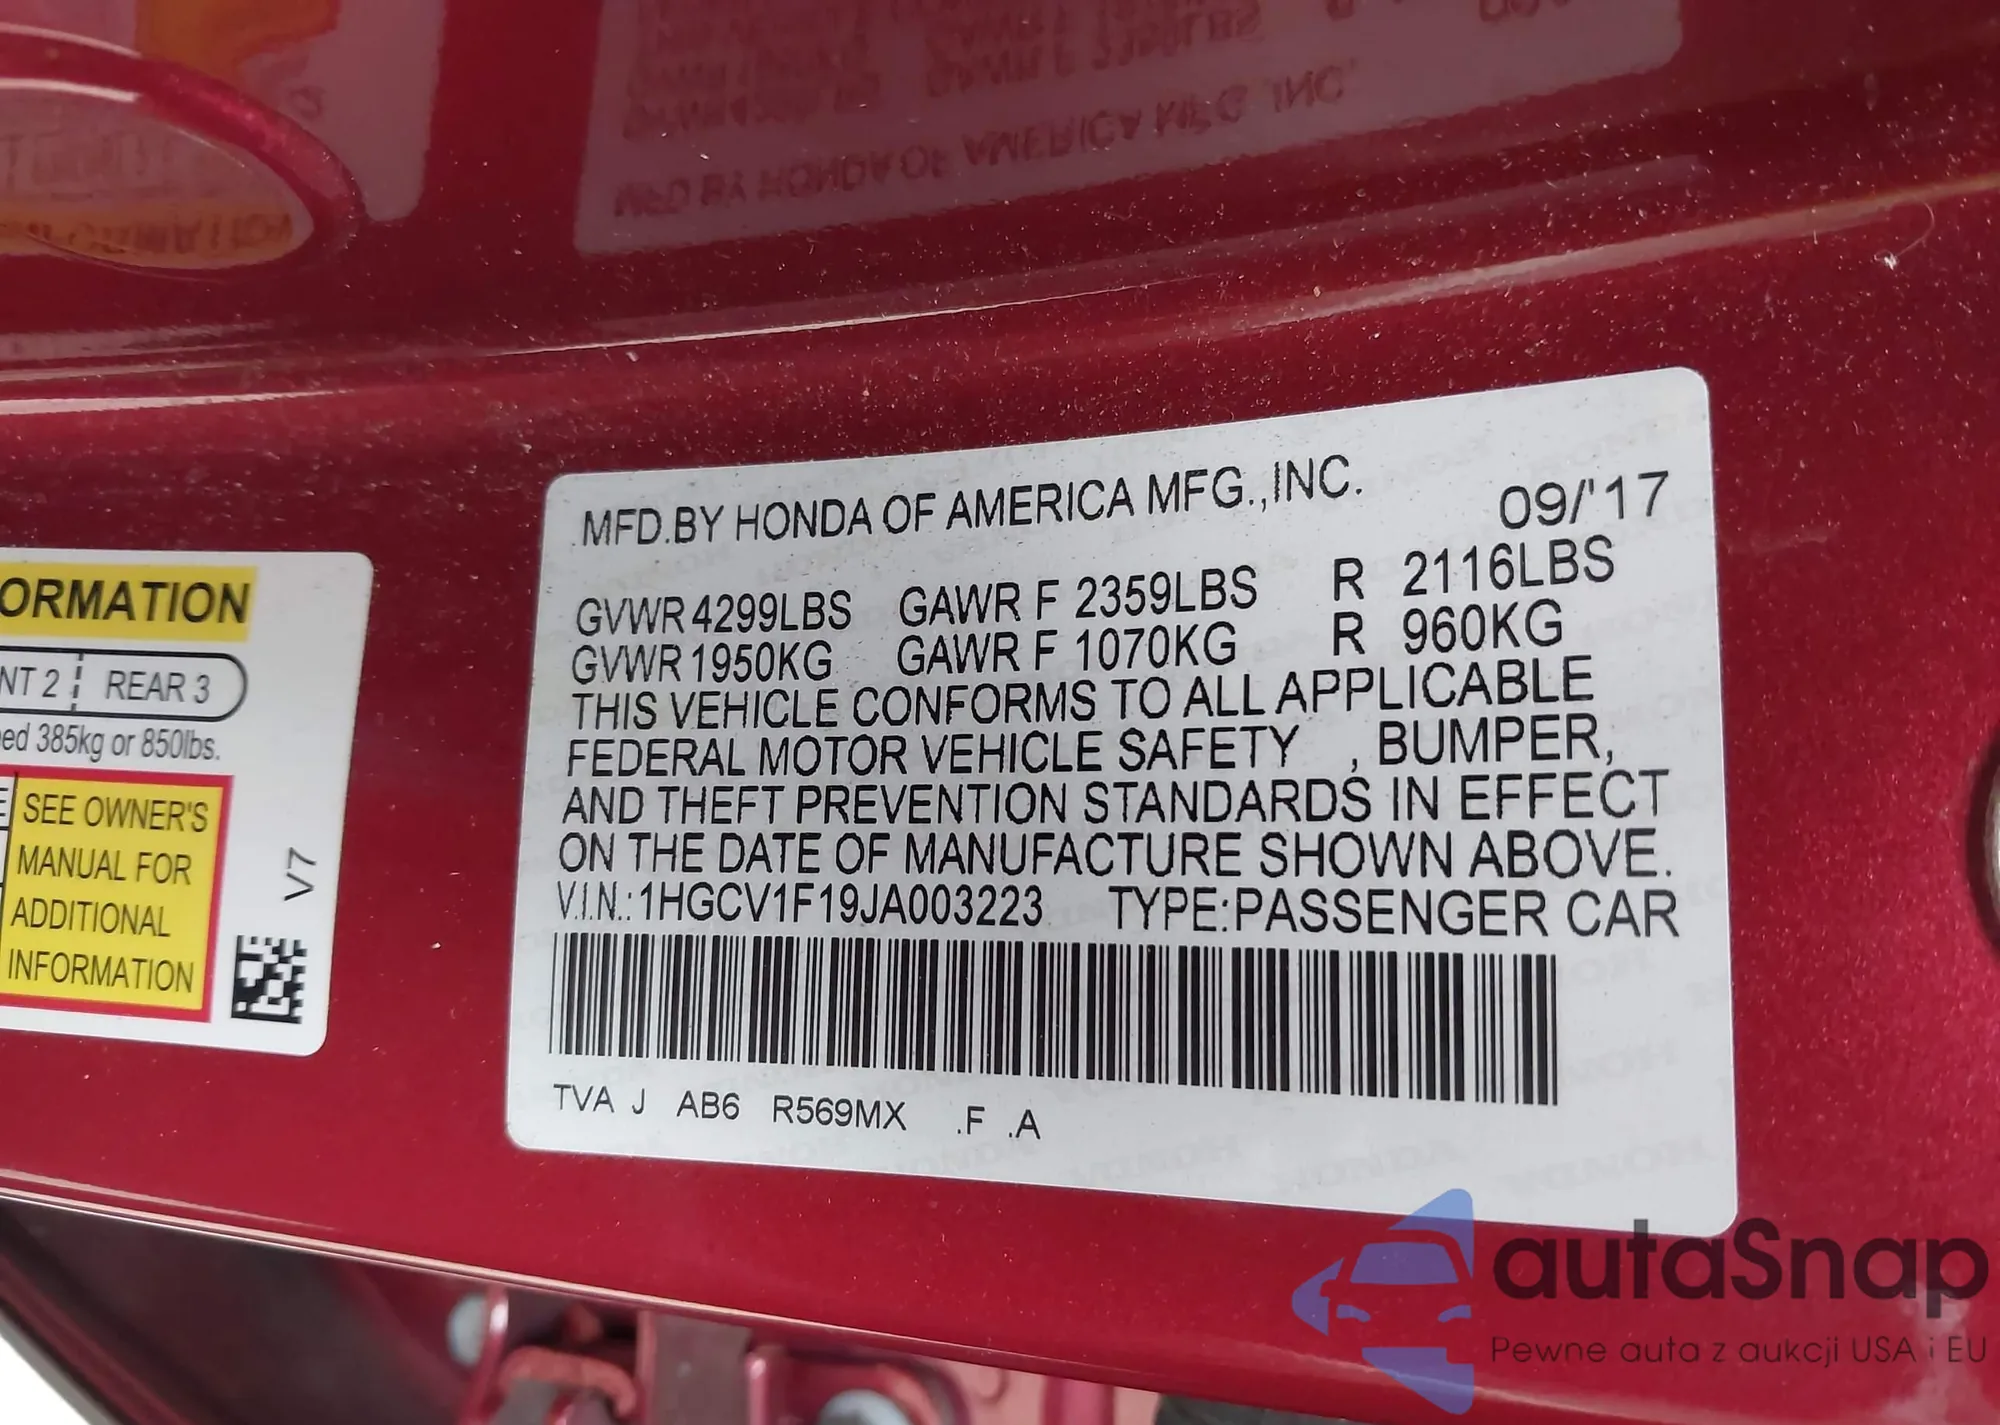 ORMATION
NT 2 REAR 3
ed 385kg or 850lbs.
E
SEE OWNER'S
MANUAL FOR
ADDITIONAL
INFORMATION
V7
MFD.BY HONDA OF AMERICA MFG.,INC. 09/'17
GVWR 4299LBS GAWR F 2359LBS R 2116LBS
GVWR 1950KG GAWR F 1070KG R 960KG
THIS VEHICLE CONFORMS TO ALL APPLICABLE
FEDERAL MOTOR VEHICLE SAFETY , BUMPER,
AND THEFT PREVENTION STANDARDS IN EFFECT
ON THE DATE OF MANUFACTURE SHOWN ABOVE.
V.I.N.:1HGCV1F19JA003223 TYPE:PASSENGER CAR
TVA J AB6 R569MX .F .A
autoSnap
Pewne auta z aukcji USA i EU